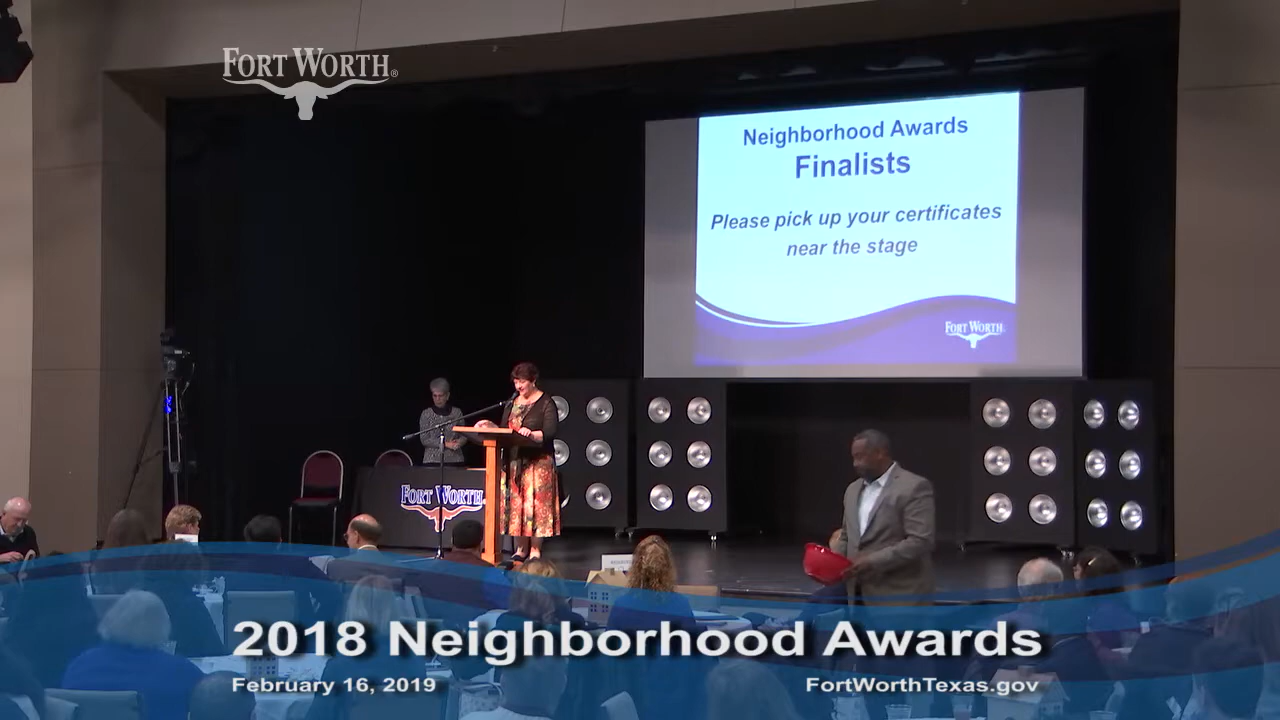 FORT WORTH®
Neighborhood Awards
Finalists
Please pick up your certificates
near the stage
FORT WORTH
FORT WORTH
2018 Neighborhood Awards
February 16, 2019
FortWorthTexas.gov